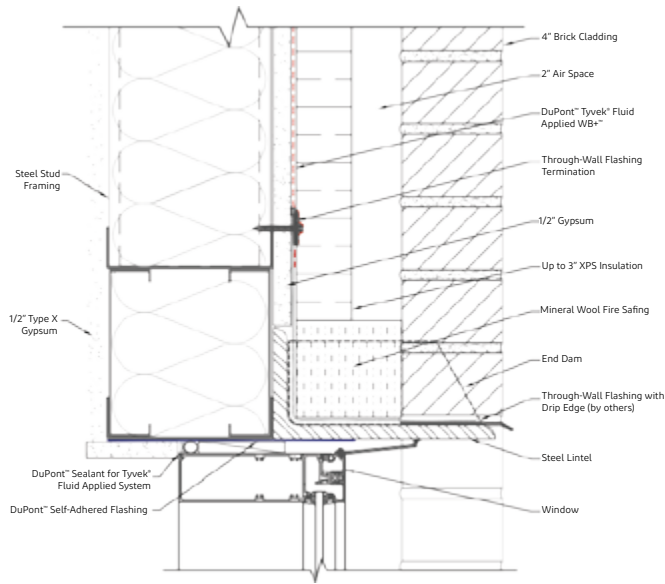 4" Brick Cladding
2" Air Space
DuPont™ Tyvek® Fluid
Applied WB+™
Through-Wall Flashing
Termination
1/2" Gypsum
Up to 3" XPS Insulation
Mineral Wool Fire Safing
End Dam
Through-Wall Flashing with
Drip Edge (by others)
Steel Lintel
Window
Steel Stud
Framing
1/2" Type X
Gypsum
DuPont™ Sealant for Tyvek®
Fluid Applied System
DuPont™ Self-Adhered Flashing